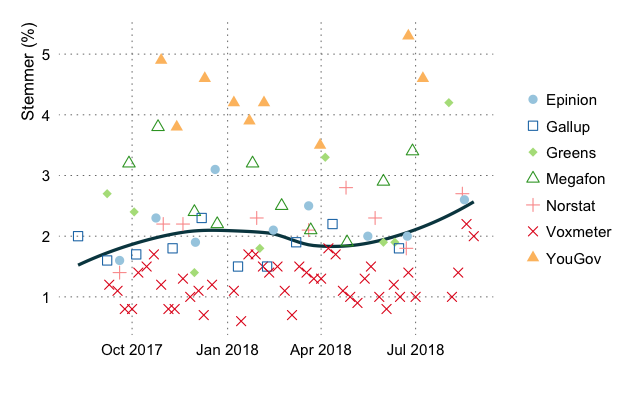 Stemmer (%)
5
4
3
2
1
Oct 2017
Jan 2018
Apr 2018
Jul 2018
Epinion
Gallup
Greens
Megafon
Norstat
Voxmeter
YouGov